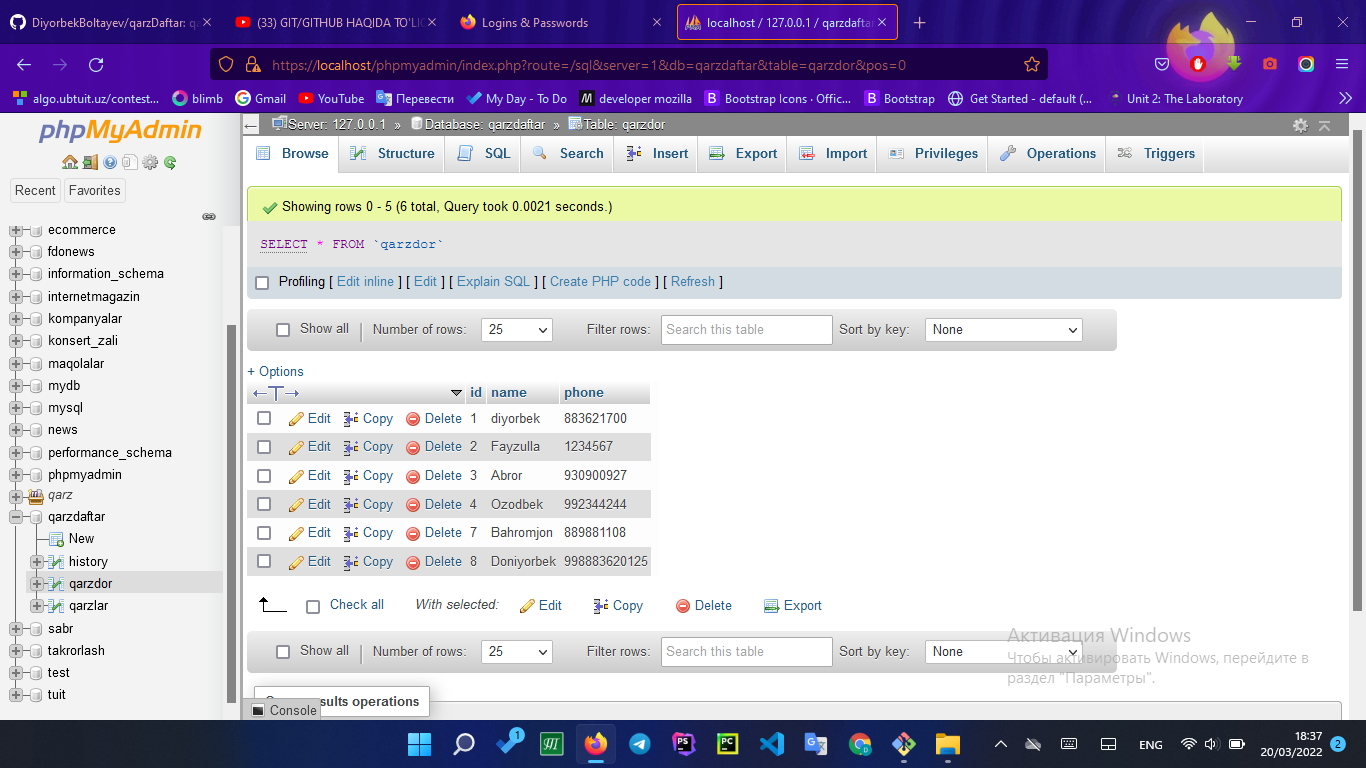 DiyorbekBoltayev/qarzDaftar: qa
(33) GIT/GITHUB HAQIDA TO'LIQ
Logins & Passwords
localhost / 127.0.0.1 / qarzdaftar
https://localhost/phpmyadmin/index.php?route=/sql&server=1&db=qarzdaftar&table=qarzdor&pos=0
algo.ubtuit.uz/contest... blimb Gmail YouTube Перевести My Day - To Do developer mozilla Bootstrap Icons · Offic... Bootstrap Get Started - default (... Unit 2: The Laboratory
phpMyAdmin
Recent Favorites
ecommerce
fdonews
information_schema
internetmagazin
kompanyalar
konsert_zali
maqolalar
mydb
mysql
news
performance_schema
phpmyadmin
qarz
qarzdaftar
New
history
qarzdor
qarzlar
sabr
takrorlash
test
tuit
Server: 127.0.0.1 » Database: qarzdaftar » Table: qarzdor
Browse Structure SQL Search Insert Export Import Privileges Operations Triggers
Showing rows 0 - 5 (6 total, Query took 0.0021 seconds.)
SELECT * FROM `qarzdor`
Profiling [ Edit inline ] [ Edit ] [ Explain SQL ] [ Create PHP code ] [ Refresh ]
Show all Number of rows: 25 Filter rows: Search this table Sort by key: None
+ Options
id name phone
Edit Copy Delete 1 diyorbek 883621700
Edit Copy Delete 2 Fayzulla 1234567
Edit Copy Delete 3 Abror 930900927
Edit Copy Delete 4 Ozodbek 992344244
Edit Copy Delete 7 Bahromjon 889881108
Edit Copy Delete 8 Doniyorbek 998883620125
Check all With selected: Edit Copy Delete Export
Show all Number of rows: 25 Filter rows: Search this table Sort by key: None
Активация Windows
Чтобы активировать Windows, перейдите в
раздел "Параметры".
operations
Console
1
PS PC
ENG 18:37
20/03/2022 2